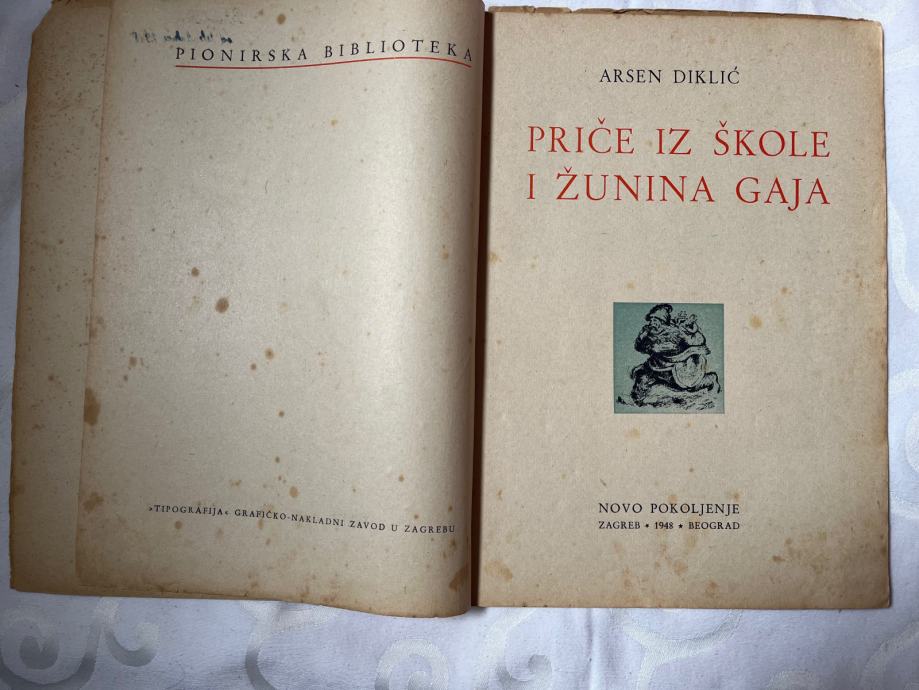 PIONIRSKA BIBLIOTEKA
»TIPOGRAFIJA« GRAFIČKO-NAKLADNI ZAVOD U ZAGREBU
ARSEN DIKLIĆ
PRIČE IZ ŠKOLE
I ŽUNINA GAJA
NOVO POKOLJENJE
ZAGREB ★ 1948 ★ BEOGRAD